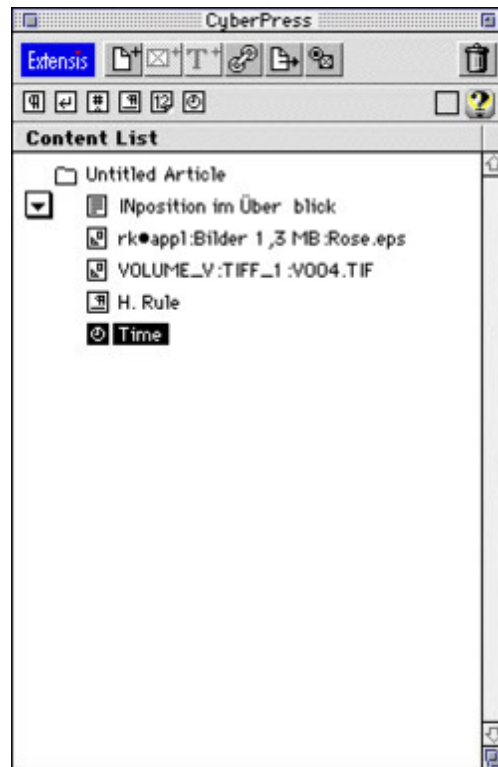 CyberPress
Extensis
Content List
Untitled Article
INposition im Über blick
rk●appl:Bilder 1,3 MB:Rose.eps
VOLUME_V:TIFF_1:V004.TIF
H. Rule
Time